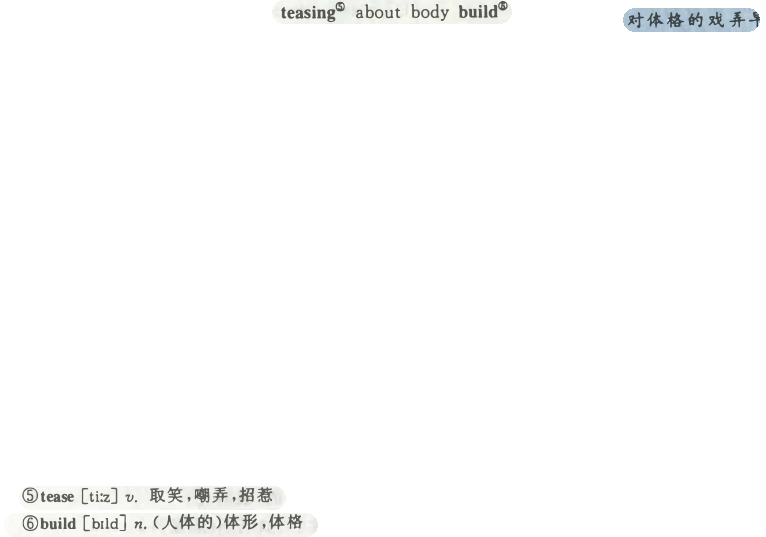 teasing⑤ about body build⑥
对体格的戏弄
⑤tease [tiːz] v. 取笑,嘲弄,招惹
⑥build [bɪld] n. (人体的)体形,体格